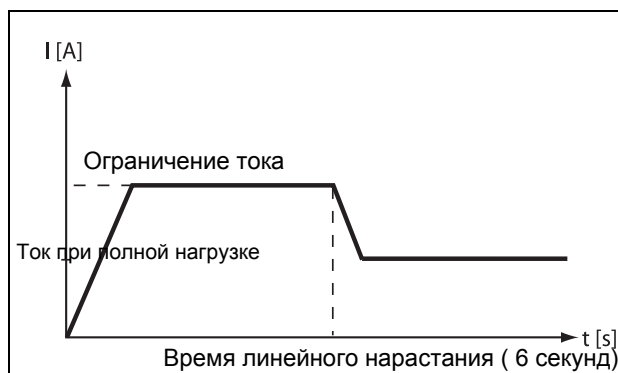 I [A]
Ограничение тока
Ток при полной нагрузке
t [s]
Время линейного нарастания ( 6 секунд)